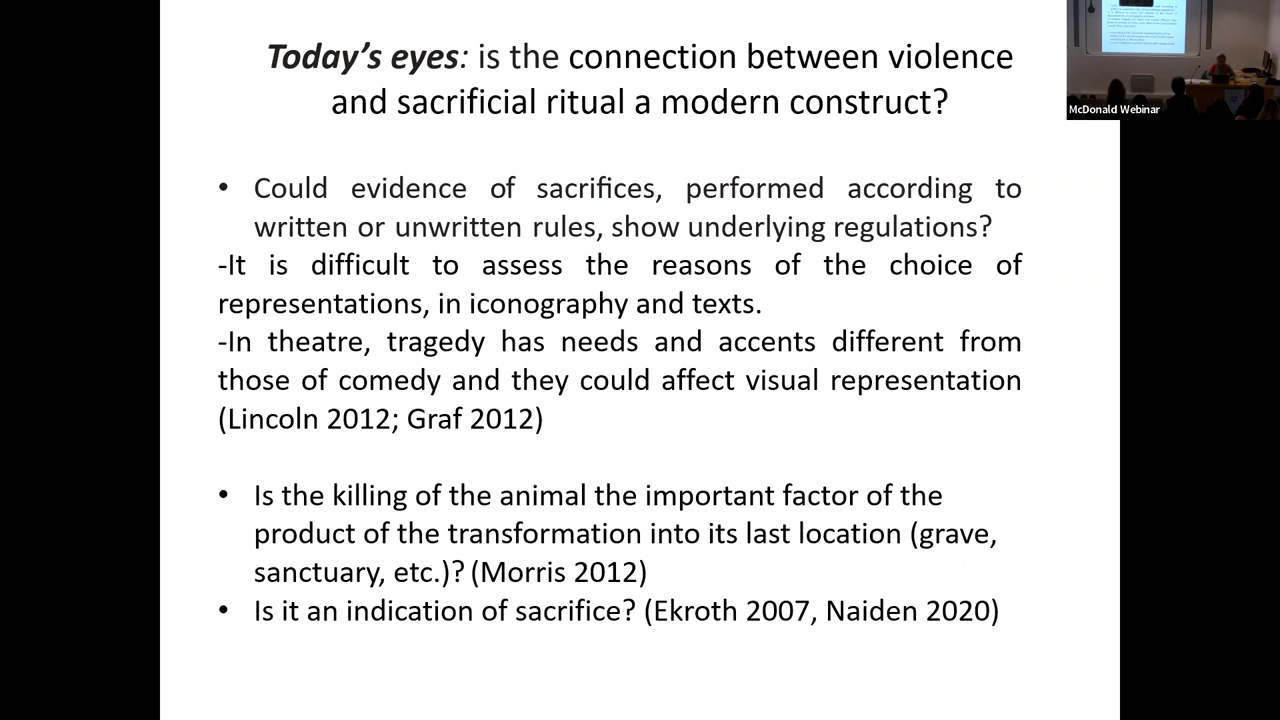 Today's eyes: is the connection between violence
and sacrificial ritual a modern construct?
McDonald Webinar
• Could evidence of sacrifices, performed according to
written or unwritten rules, show underlying regulations?
-It is difficult to assess the reasons of the choice of
representations, in iconography and texts.
-In theatre, tragedy has needs and accents different from
those of comedy and they could affect visual representation
(Lincoln 2012; Graf 2012)
• Is the killing of the animal the important factor of the
product of the transformation into its last location (grave,
sanctuary, etc.)? (Morris 2012)
• Is it an indication of sacrifice? (Ekroth 2007, Naiden 2020)